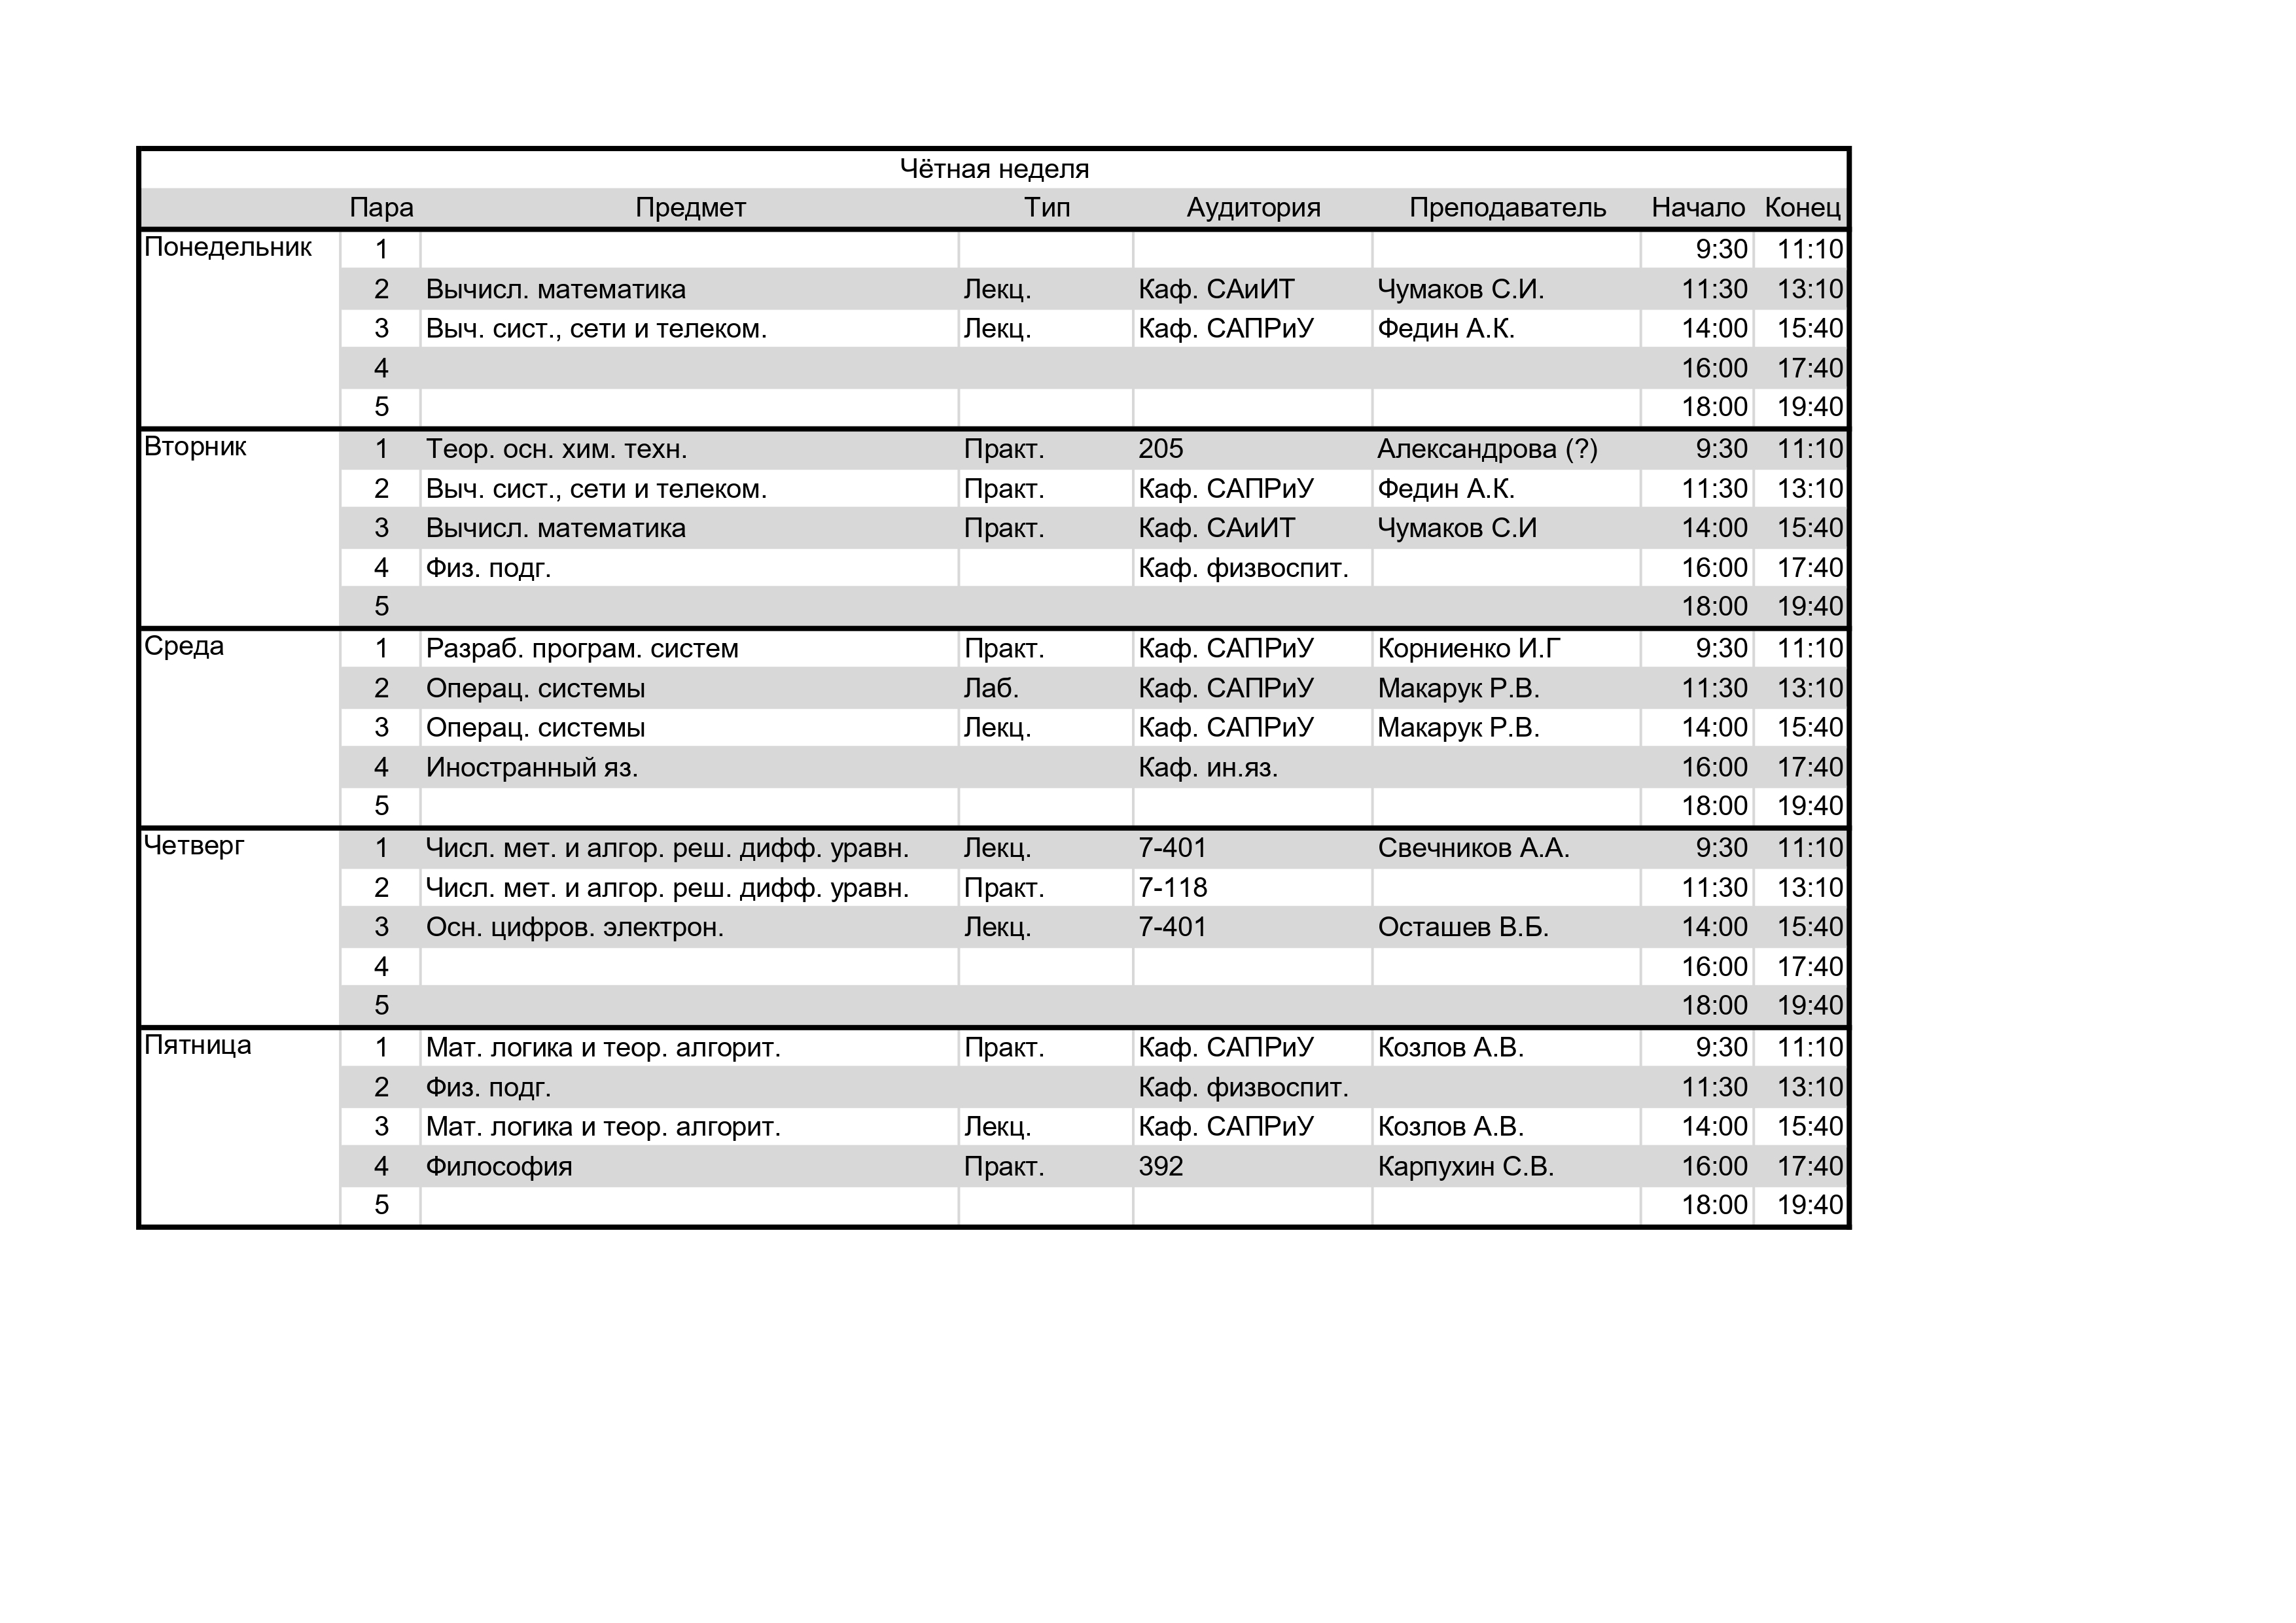 Чётная неделя
Пара Предмет Тип Аудитория Преподаватель Начало Конец
Понедельник 1 9:30 11:10
2 Вычисл. математика Лекц. Каф. САиИТ Чумаков С.И. 11:30 13:10
3 Выч. сист., сети и телеком. Лекц. Каф. САПРиУ Федин А.К. 14:00 15:40
4 16:00 17:40
5 18:00 19:40
Вторник 1 Теор. осн. хим. техн. Практ. 205 Александрова (?) 9:30 11:10
2 Выч. сист., сети и телеком. Практ. Каф. САПРиУ Федин А.К. 11:30 13:10
3 Вычисл. математика Практ. Каф. САиИТ Чумаков С.И 14:00 15:40
4 Физ. подг. Каф. физвоспит. 16:00 17:40
5 18:00 19:40
Среда 1 Разраб. програм. систем Практ. Каф. САПРиУ Корниенко И.Г 9:30 11:10
2 Операц. системы Лаб. Каф. САПРиУ Макарук Р.В. 11:30 13:10
3 Операц. системы Лекц. Каф. САПРиУ Макарук Р.В. 14:00 15:40
4 Иностранный яз. Каф. ин.яз. 16:00 17:40
5 18:00 19:40
Четверг 1 Числ. мет. и алгор. реш. дифф. уравн. Лекц. 7-401 Свечников А.А. 9:30 11:10
2 Числ. мет. и алгор. реш. дифф. уравн. Практ. 7-118 11:30 13:10
3 Осн. цифров. электрон. Лекц. 7-401 Осташев В.Б. 14:00 15:40
4 16:00 17:40
5 18:00 19:40
Пятница 1 Мат. логика и теор. алгорит. Практ. Каф. САПРиУ Козлов А.В. 9:30 11:10
2 Физ. подг. Каф. физвоспит. 11:30 13:10
3 Мат. логика и теор. алгорит. Лекц. Каф. САПРиУ Козлов А.В. 14:00 15:40
4 Философия Практ. 392 Карпухин С.В. 16:00 17:40
5 18:00 19:40